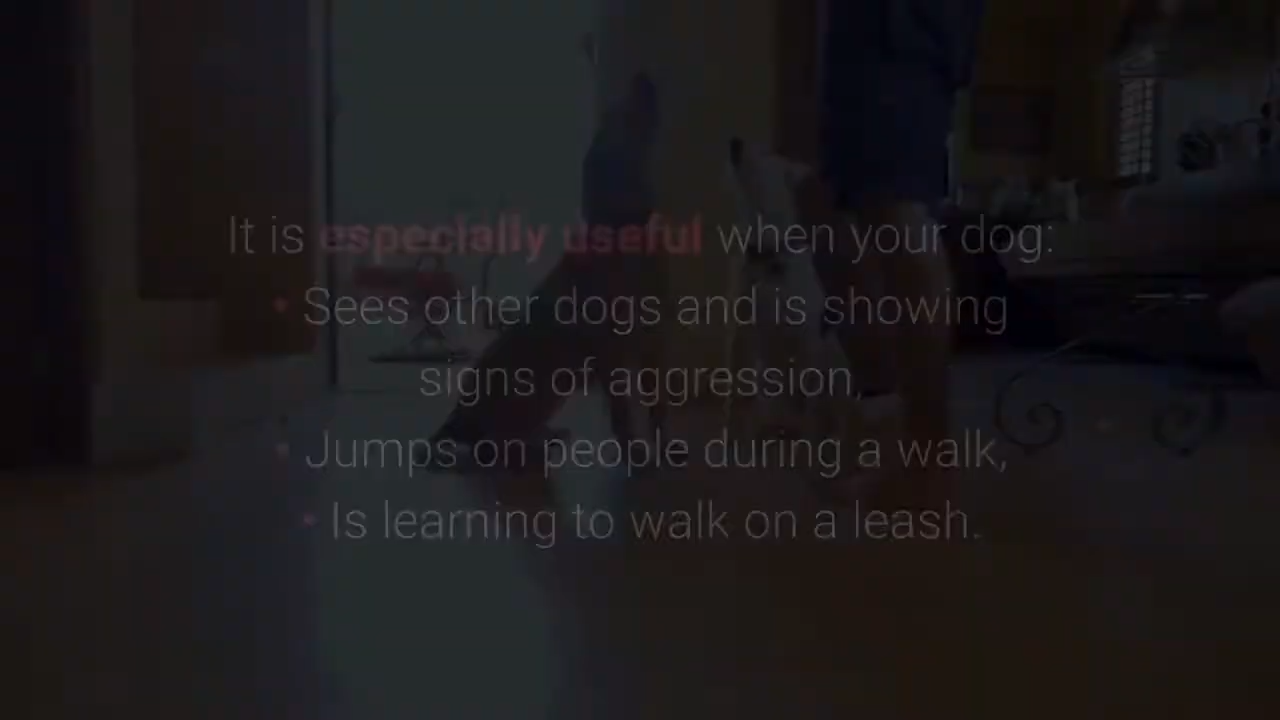 It is especially useful when your dog:
• Sees other dogs and is showing
signs of aggression,
• Jumps on people during a walk,
• Is learning to walk on a leash.